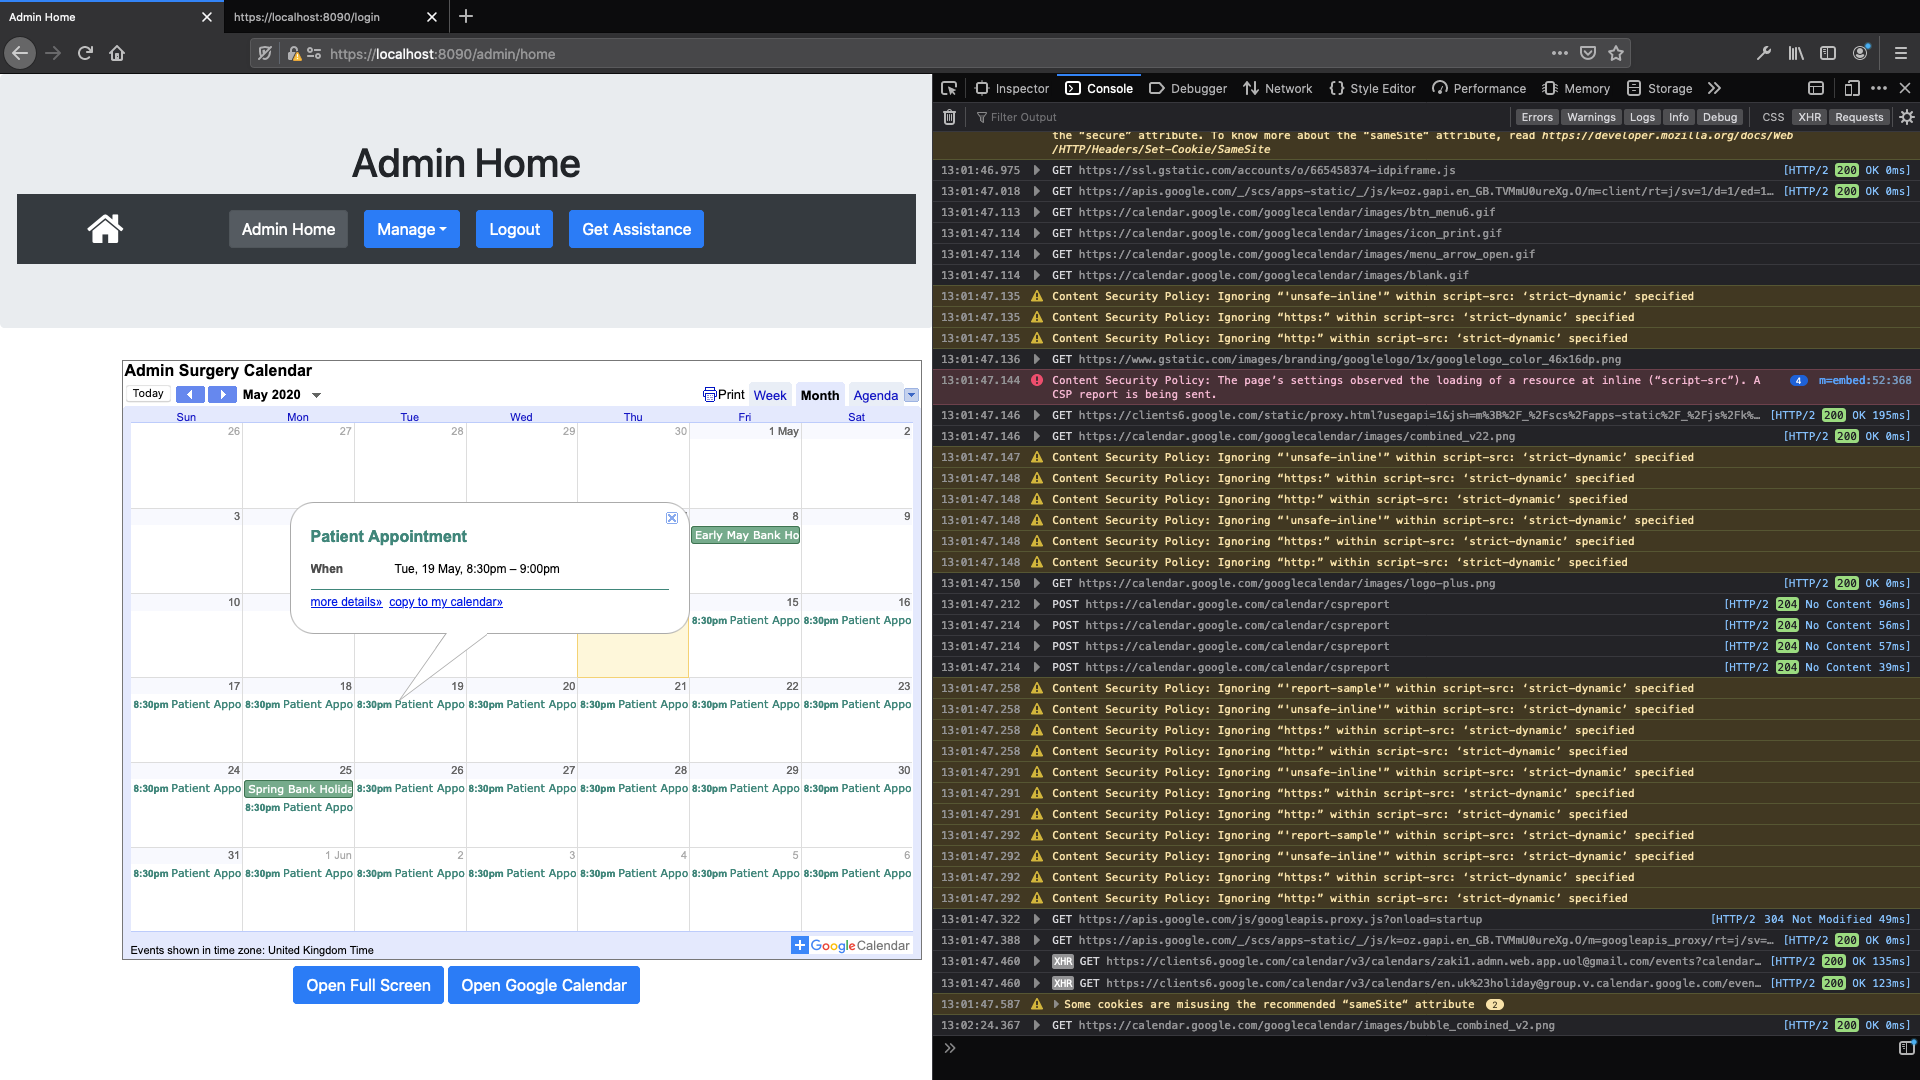 Admin Home
https://localhost:8090/login
https://localhost:8090/admin/home
Admin Home
Admin Home
Manage
Logout
Get Assistance
Admin Surgery Calendar
Today
May 2020
Print
Week
Month
Agenda
Sun Mon Tue Wed Thu Fri Sat
26 27 28 29 30 1 May 2
3 8 9
Early May Bank Ho
Patient Appointment
When Tue, 19 May, 8:30pm – 9:00pm
more details» copy to my calendar»
10 15 16
8:30pm Patient Appo 8:30pm Patient Appo
17 18 19 20 21 22 23
8:30pm Patient Appo 8:30pm Patient Appo 8:30pm Patient Appo 8:30pm Patient Appo 8:30pm Patient Appo 8:30pm Patient Appo 8:30pm Patient Appo
24 25 26 27 28 29 30
8:30pm Patient Appo Spring Bank Holida 8:30pm Patient Appo 8:30pm Patient Appo 8:30pm Patient Appo 8:30pm Patient Appo 8:30pm Patient Appo
8:30pm Patient Appo
31 1 Jun 2 3 4 5 6
8:30pm Patient Appo 8:30pm Patient Appo 8:30pm Patient Appo 8:30pm Patient Appo 8:30pm Patient Appo 8:30pm Patient Appo 8:30pm Patient Appo
Events shown in time zone: United Kingdom Time
Google Calendar
Open Full Screen
Open Google Calendar
Inspector Console Debugger Network Style Editor Performance Memory Storage
Filter Output Errors Warnings Logs Info Debug CSS XHR Requests
the “secure” attribute. To know more about the “sameSite” attribute, read https://developer.mozilla.org/docs/Web
/HTTP/Headers/Set-Cookie/SameSite
13:01:46.975 GET https://ssl.gstatic.com/accounts/o/665458374-idpiframe.js [HTTP/2 200 OK 0ms]
13:01:47.018 GET https://apis.google.com/_/scs/apps-static/_/js/k=oz.gapi.en_GB.TVMmU0ureXg.O/m=client/rt=j/sv=1/d=1/ed=1… [HTTP/2 200 OK 0ms]
13:01:47.113 GET https://calendar.google.com/googlecalendar/images/btn_menu6.gif
13:01:47.114 GET https://calendar.google.com/googlecalendar/images/icon_print.gif
13:01:47.114 GET https://calendar.google.com/googlecalendar/images/menu_arrow_open.gif
13:01:47.114 GET https://calendar.google.com/googlecalendar/images/blank.gif
13:01:47.135 Content Security Policy: Ignoring “'unsafe-inline'” within script-src: ‘strict-dynamic’ specified
13:01:47.135 Content Security Policy: Ignoring “https:” within script-src: ‘strict-dynamic’ specified
13:01:47.135 Content Security Policy: Ignoring “http:” within script-src: ‘strict-dynamic’ specified
13:01:47.136 GET https://www.gstatic.com/images/branding/googlelogo/1x/googlelogo_color_46x16dp.png
13:01:47.144 Content Security Policy: The page’s settings observed the loading of a resource at inline (“script-src”). A 4 m=embed:52:368
CSP report is being sent.
13:01:47.146 GET https://clients6.google.com/static/proxy.html?usegapi=1&jsh=m%3B%2F_%2Fscs%2Fapps-static%2F_%2Fjs%2Fk%… [HTTP/2 200 OK 195ms]
13:01:47.146 GET https://calendar.google.com/googlecalendar/images/combined_v22.png [HTTP/2 200 OK 0ms]
13:01:47.147 Content Security Policy: Ignoring “'unsafe-inline'” within script-src: ‘strict-dynamic’ specified
13:01:47.148 Content Security Policy: Ignoring “https:” within script-src: ‘strict-dynamic’ specified
13:01:47.148 Content Security Policy: Ignoring “http:” within script-src: ‘strict-dynamic’ specified
13:01:47.148 Content Security Policy: Ignoring “'unsafe-inline'” within script-src: ‘strict-dynamic’ specified
13:01:47.148 Content Security Policy: Ignoring “https:” within script-src: ‘strict-dynamic’ specified
13:01:47.148 Content Security Policy: Ignoring “http:” within script-src: ‘strict-dynamic’ specified
13:01:47.150 GET https://calendar.google.com/googlecalendar/images/logo-plus.png [HTTP/2 200 OK 0ms]
13:01:47.212 POST https://calendar.google.com/calendar/cspreport [HTTP/2 204 No Content 96ms]
13:01:47.214 POST https://calendar.google.com/calendar/cspreport [HTTP/2 204 No Content 56ms]
13:01:47.214 POST https://calendar.google.com/calendar/cspreport [HTTP/2 204 No Content 57ms]
13:01:47.214 POST https://calendar.google.com/calendar/cspreport [HTTP/2 204 No Content 39ms]
13:01:47.258 Content Security Policy: Ignoring “'report-sample'” within script-src: ‘strict-dynamic’ specified
13:01:47.258 Content Security Policy: Ignoring “'unsafe-inline'” within script-src: ‘strict-dynamic’ specified
13:01:47.258 Content Security Policy: Ignoring “https:” within script-src: ‘strict-dynamic’ specified
13:01:47.258 Content Security Policy: Ignoring “http:” within script-src: ‘strict-dynamic’ specified
13:01:47.291 Content Security Policy: Ignoring “'unsafe-inline'” within script-src: ‘strict-dynamic’ specified
13:01:47.291 Content Security Policy: Ignoring “https:” within script-src: ‘strict-dynamic’ specified
13:01:47.291 Content Security Policy: Ignoring “http:” within script-src: ‘strict-dynamic’ specified
13:01:47.292 Content Security Policy: Ignoring “'report-sample'” within script-src: ‘strict-dynamic’ specified
13:01:47.292 Content Security Policy: Ignoring “'unsafe-inline'” within script-src: ‘strict-dynamic’ specified
13:01:47.292 Content Security Policy: Ignoring “https:” within script-src: ‘strict-dynamic’ specified
13:01:47.292 Content Security Policy: Ignoring “http:” within script-src: ‘strict-dynamic’ specified
13:01:47.322 GET https://apis.google.com/js/googleapis.proxy.js?onload=startup [HTTP/2 304 Not Modified 49ms]
13:01:47.388 GET https://apis.google.com/_/scs/apps-static/_/js/k=oz.gapi.en_GB.TVMmU0ureXg.O/m=googleapis_proxy/rt=j/sv=… [HTTP/2 200 OK 0ms]
13:01:47.460 XHR GET https://clients6.google.com/calendar/v3/calendars/zaki1.admn.web.app.uol@gmail.com/events?calendar… [HTTP/2 200 OK 135ms]
13:01:47.460 XHR GET https://clients6.google.com/calendar/v3/calendars/en.uk%23holiday@group.v.calendar.google.com/even… [HTTP/2 200 OK 123ms]
13:01:47.587 Some cookies are misusing the recommended “sameSite“ attribute 2
13:02:24.367 GET https://calendar.google.com/googlecalendar/images/bubble_combined_v2.png [HTTP/2 200 OK 0ms]